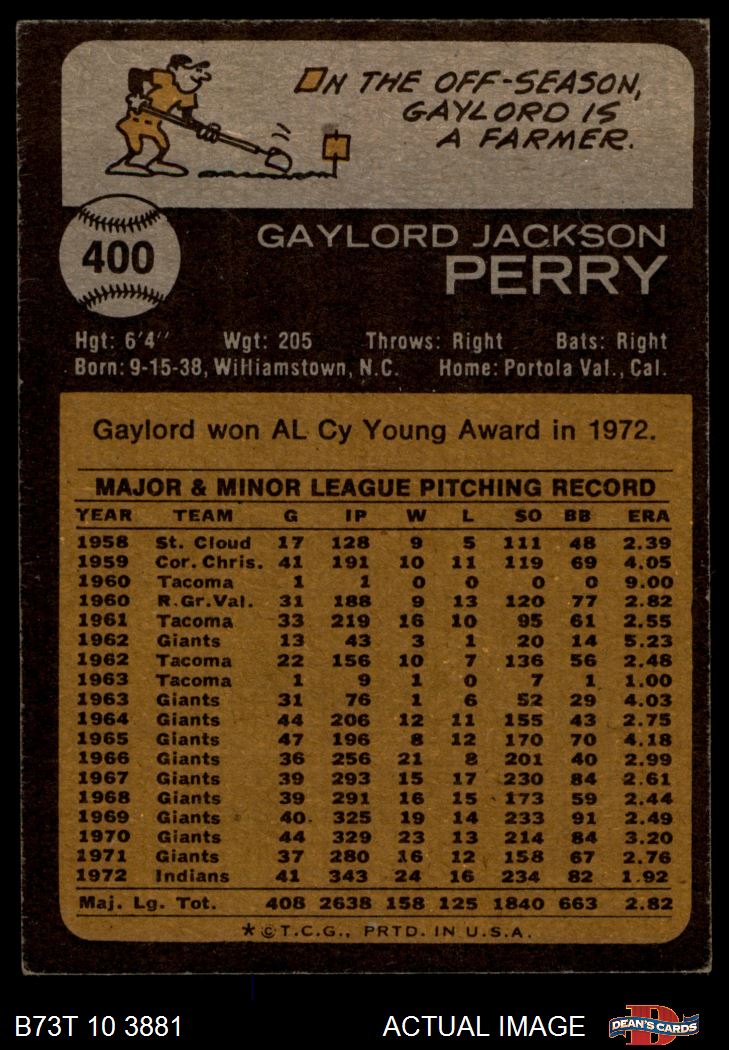 IN THE OFF-SEASON,
GAYLORD IS
A FARMER.
400
GAYLORD JACKSON
PERRY
Hgt: 6'4" Wgt: 205 Throws: Right Bats: Right
Born: 9-15-38, Williamstown, N.C. Home: Portola Val., Cal.
Gaylord won AL Cy Young Award in 1972.
MAJOR & MINOR LEAGUE PITCHING RECORD
YEAR TEAM G IP W L SO BB ERA
1958 St. Cloud 17 128 9 5 111 48 2.39
1959 Cor. Chris. 41 191 10 11 119 69 4.05
1960 Tacoma 1 1 0 0 0 0 9.00
1960 R.Gr.Val. 31 188 9 13 120 77 2.82
1961 Tacoma 33 219 16 10 95 61 2.55
1962 Giants 13 43 3 1 20 14 5.23
1962 Tacoma 22 156 10 7 136 56 2.48
1963 Tacoma 1 9 1 0 7 1 1.00
1963 Giants 31 76 1 6 52 29 4.03
1964 Giants 44 206 12 11 155 43 2.75
1965 Giants 47 196 8 12 170 70 4.18
1966 Giants 36 256 21 8 201 40 2.99
1967 Giants 39 293 15 17 230 84 2.61
1968 Giants 39 291 16 15 173 59 2.44
1969 Giants 40 325 19 14 233 91 2.49
1970 Giants 44 329 23 13 214 84 3.20
1971 Giants 37 280 16 12 158 67 2.76
1972 Indians 41 343 24 16 234 82 1.92
Maj. Lg. Tot. 408 2638 158 125 1840 663 2.82
*©T.C.G., PRTD. IN U.S.A.
B73T 10 3881 ACTUAL IMAGE DEAN'S CARDS